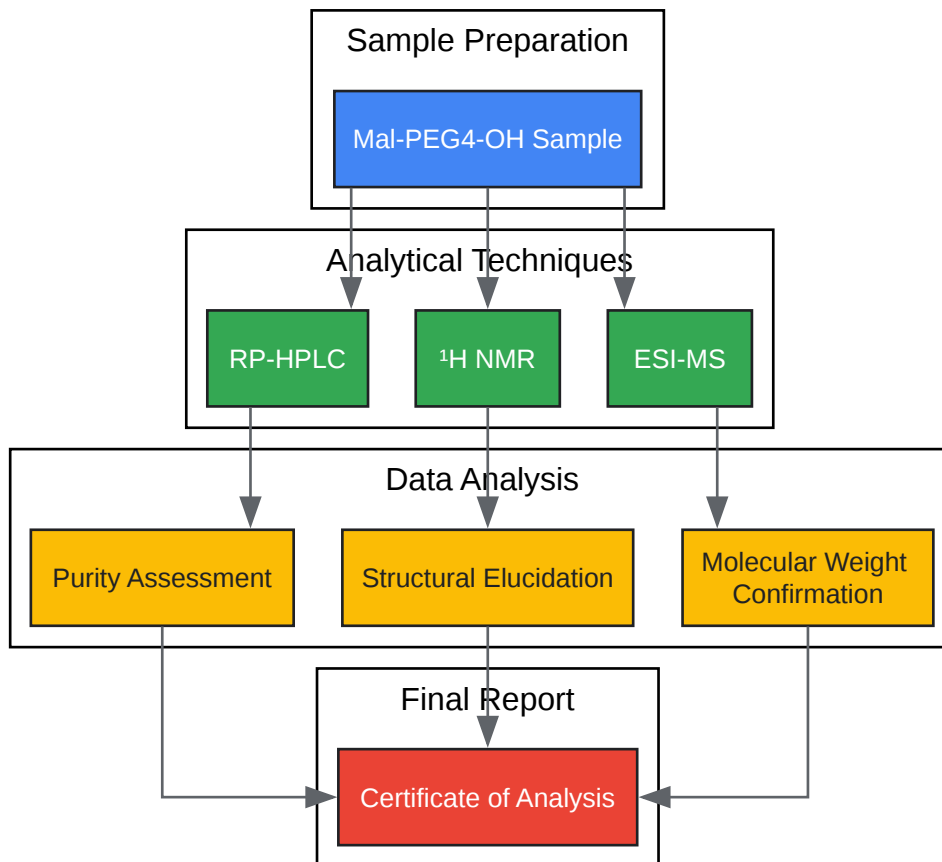 Sample Preparation
Mal-PEG4-OH Sample
Analytical Techniques
RP-HPLC
¹H NMR
ESI-MS
Data Analysis
Purity Assessment
Structural Elucidation
Molecular Weight
Confirmation
Final Report
Certificate of Analysis